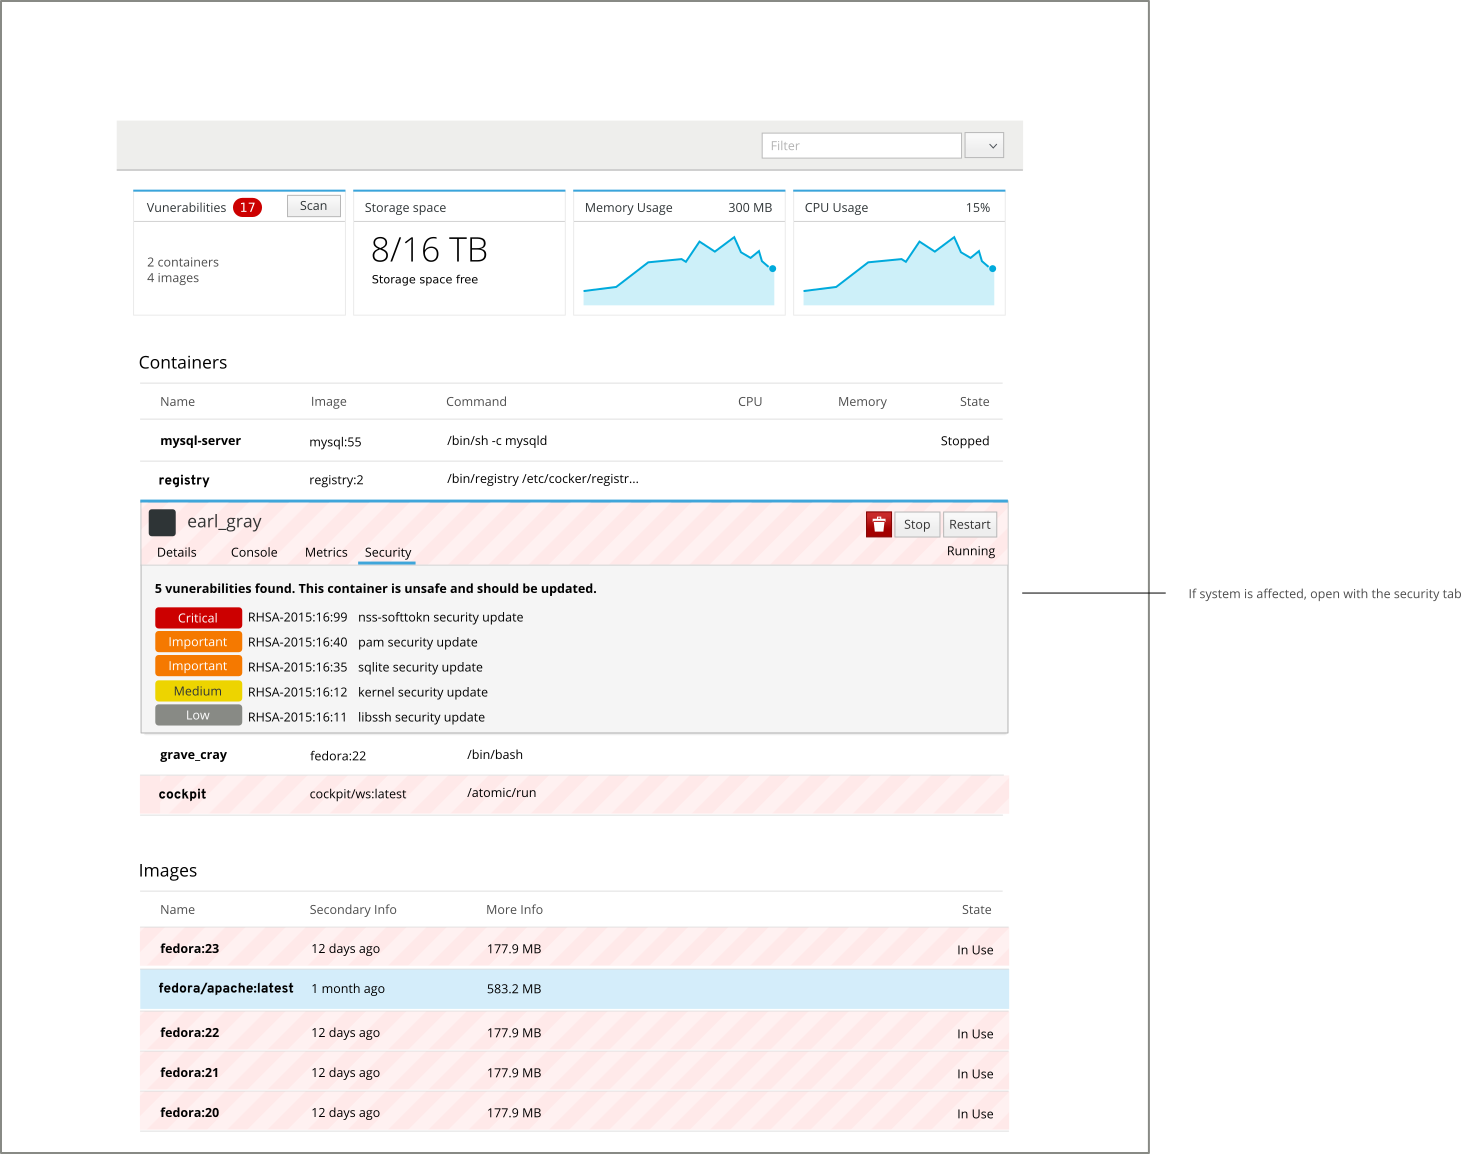 Filter
Vunerabilities 17 Scan
2 containers
4 images
Storage space
8/16 TB
Storage space free
Memory Usage 300 MB
CPU Usage 15%
Containers
Name Image Command CPU Memory State
mysql-server mysql:55 /bin/sh -c mysqld Stopped
registry registry:2 /bin/registry /etc/cocker/registr...
earl_gray Stop Restart
Details Console Metrics Security Running
5 vunerabilities found. This container is unsafe and should be updated.
Critical RHSA-2015:16:99 nss-softtokn security update
Important RHSA-2015:16:40 pam security update
Important RHSA-2015:16:35 sqlite security update
Medium RHSA-2015:16:12 kernel security update
Low RHSA-2015:16:11 libssh security update
If system is affected, open with the security tab
grave_cray fedora:22 /bin/bash
cockpit cockpit/ws:latest /atomic/run
Images
Name Secondary Info More Info State
fedora:23 12 days ago 177.9 MB In Use
fedora/apache:latest 1 month ago 583.2 MB
fedora:22 12 days ago 177.9 MB In Use
fedora:21 12 days ago 177.9 MB In Use
fedora:20 12 days ago 177.9 MB In Use